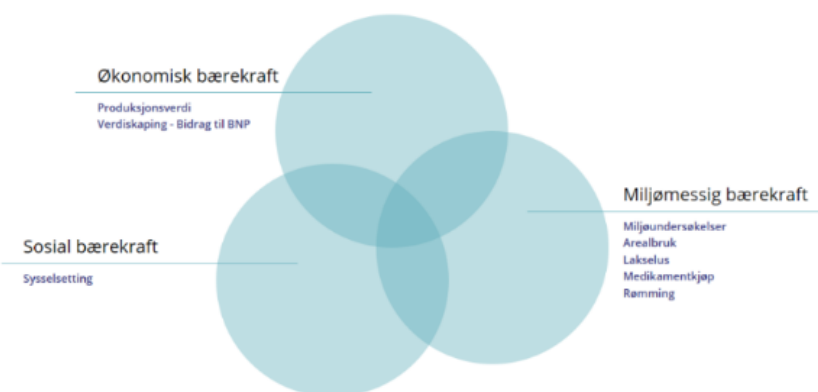 Økonomisk bærekraft
Produksjonsverdi
Verdiskaping - Bidrag til BNP
Miljømessig bærekraft
Miljøundersøkelser
Arealbruk
Lakselus
Medikamentkjøp
Rømming
Sosial bærekraft
Sysselsetting